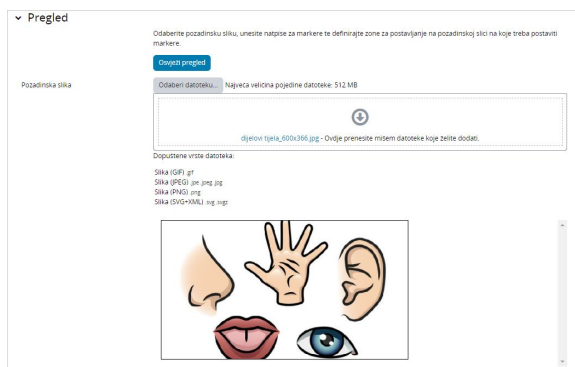 Pregled
Odaberite pozadinsku sliku, unesite natpise za markere te definirajte zone za postavljanje na pozadinskoj slici na koje treba postaviti
markere.
Osvježi pregled
Pozadinska slika
Odaberi datoteku... Najveća veličina pojedine datoteke: 512 MB
dijelovi tijela_600x366.jpg - Ovdje prenesite mišem datoteke koje želite dodati.
Dopuštene vrste datoteka:
Slika (GIF) .gif
Slika (JPEG) .jpe .jpeg .jpg
Slika (PNG) .png
Slika (SVG+XML) .svg .svgz